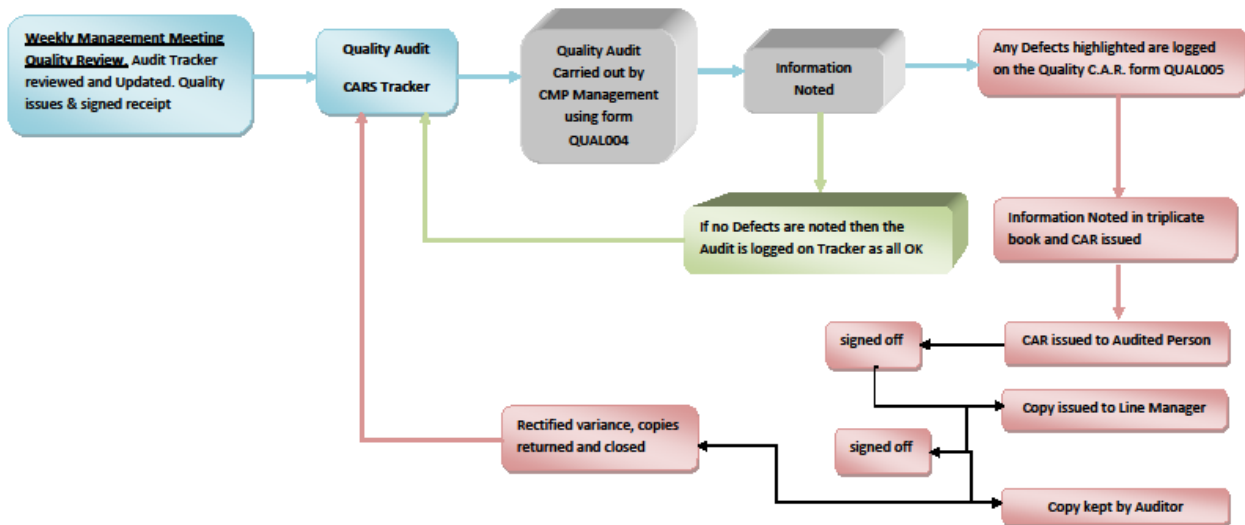 Weekly Management Meeting
Quality Review. Audit Tracker
reviewed and Updated. Quality
issues & signed receipt
Quality Audit
CARS Tracker
Quality Audit
Carried out by
CMP Management
using form
QUAL004
Information
Noted
Any Defects highlighted are logged
on the Quality C.A.R. form QUAL005
If no Defects are noted then the
Audit is logged on Tracker as all OK
Information Noted in triplicate
book and CAR issued
signed off
CAR issued to Audited Person
Copy issued to Line Manager
Rectified variance, copies
returned and closed
signed off
Copy kept by Auditor